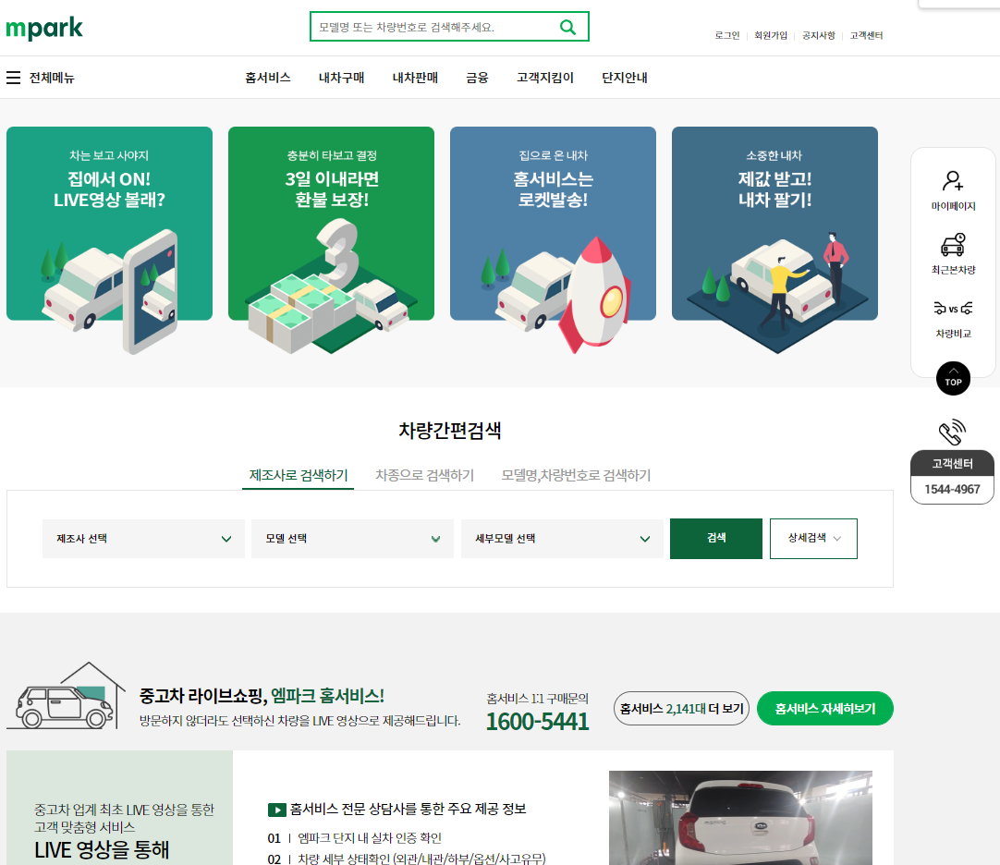 mpark
모델명 또는 차량번호로 검색해주세요.
로그인 회원가입 공지사항 고객센터
전체메뉴 홈서비스 내차구매 내차판매 금융 고객지킴이 단지안내
차는 보고 사야지
집에서 ON!
LIVE영상 볼래?
충분히 타보고 결정
3일 이내라면
환불 보장!
3
집으로 온 내차
홈서비스는
로켓발송!
소중한 내차
제값 받고!
내차 팔기!
마이페이지
최근본차량
VS
차량비교
TOP
고객센터
1544-4967
차량간편검색
제조사로 검색하기 차종으로 검색하기 모델명,차량번호로 검색하기
제조사 선택 모델 선택 세부모델 선택 검색 상세검색
중고차 라이브쇼핑, 엠파크 홈서비스!
방문하지 않더라도 선택하신 차량을 LIVE 영상으로 제공해드립니다.
홈서비스 1:1 구매문의
1600-5441
홈서비스 2,141대 더 보기
홈서비스 자세히보기
중고차 업계 최초 LIVE 영상을 통한
고객 맞춤형 서비스
LIVE 영상을 통해
홈서비스 전문 상담사를 통한 주요 제공 정보
01 | 엠파크 단지 내 실차 인증 확인
02 | 차량 세부 상태확인 (외관/내관/하부/옵션/사고유무)